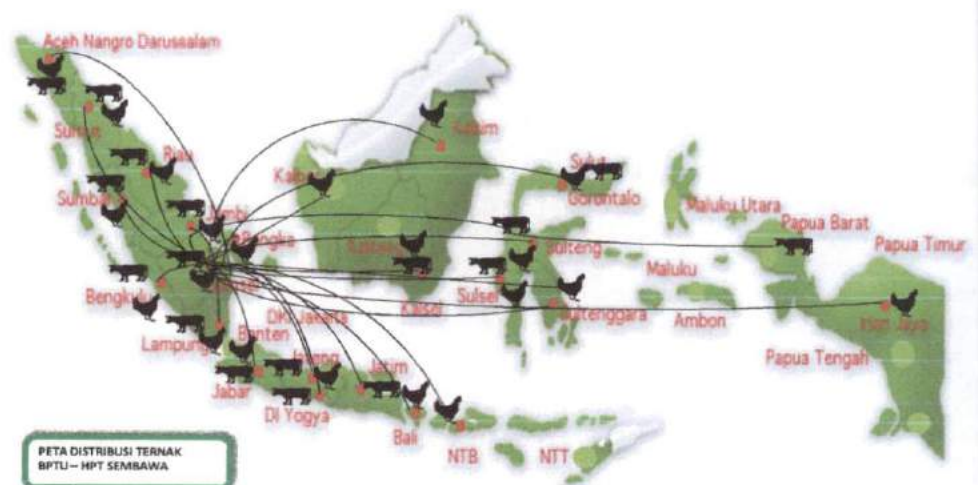 Aceh Nangro Darussalam
Sumut
Riau
Kaltim
Kalbar
Sulut
Gorontalo
Sumbar
Jambi
Maluku Utara
Papua Barat
Bangka
Kalteng
Sulteng
Papua Timur
Maluku
Bengkulu
Kalsel
Sulsel
Sultenggara
Ambon
Irian Jaya
DKI Jakarta
Lampung
Banten
Jateng
Jatim
Papua Tengah
Jabar
DI Yogya
Bali
NTB
NTT
PETA DISTRIBUSI TERNAK
BPTU – HPT SEMBAWA